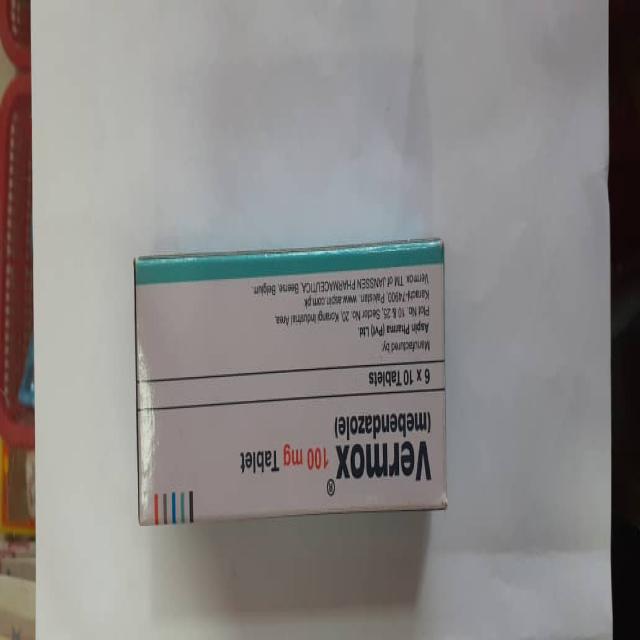 Vermox® 100 mg Tablet
(mebendazole)
6 x 10 Tablets
Manufactured by:
Aspin Pharma (Pvt) Ltd.
Plot No. 10 & 25, Sector No. 20, Korangi Industrial Area,
Karachi-74900, Pakistan. www.aspin.com.pk
Vermox TM of JANSSEN PHARMACEUTICA, Beerse, Belgium.